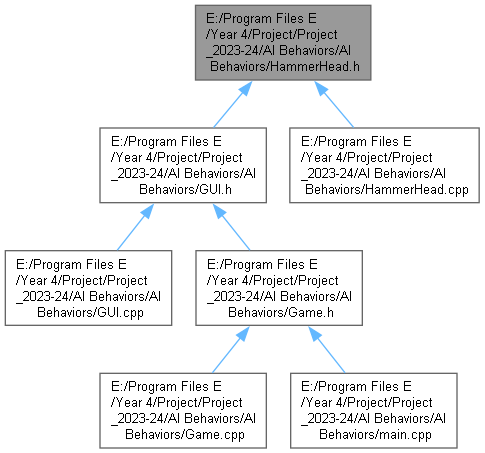 E:/Program Files E
/Year 4/Project/Project
_2023-24/AI Behaviors/AI
Behaviors/HammerHead.h
E:/Program Files E
/Year 4/Project/Project
_2023-24/AI Behaviors/AI
Behaviors/GUI.h
E:/Program Files E
/Year 4/Project/Project
_2023-24/AI Behaviors/AI
Behaviors/HammerHead.cpp
E:/Program Files E
/Year 4/Project/Project
_2023-24/AI Behaviors/AI
Behaviors/GUI.cpp
E:/Program Files E
/Year 4/Project/Project
_2023-24/AI Behaviors/AI
Behaviors/Game.h
E:/Program Files E
/Year 4/Project/Project
_2023-24/AI Behaviors/AI
Behaviors/Game.cpp
E:/Program Files E
/Year 4/Project/Project
_2023-24/AI Behaviors/AI
Behaviors/main.cpp